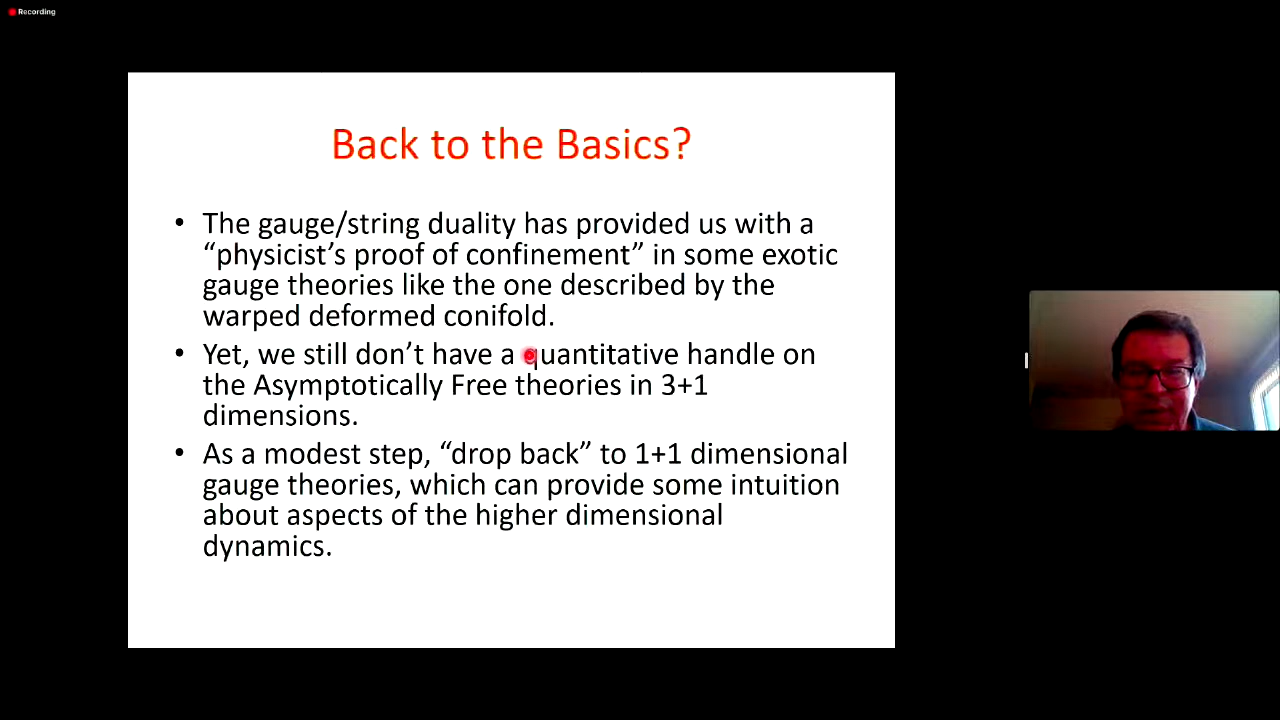 Recording
Back to the Basics?
• The gauge/string duality has provided us with a
“physicist’s proof of confinement” in some exotic
gauge theories like the one described by the
warped deformed conifold.
• Yet, we still don’t have a quantitative handle on
the Asymptotically Free theories in 3+1
dimensions.
• As a modest step, “drop back” to 1+1 dimensional
gauge theories, which can provide some intuition
about aspects of the higher dimensional
dynamics.